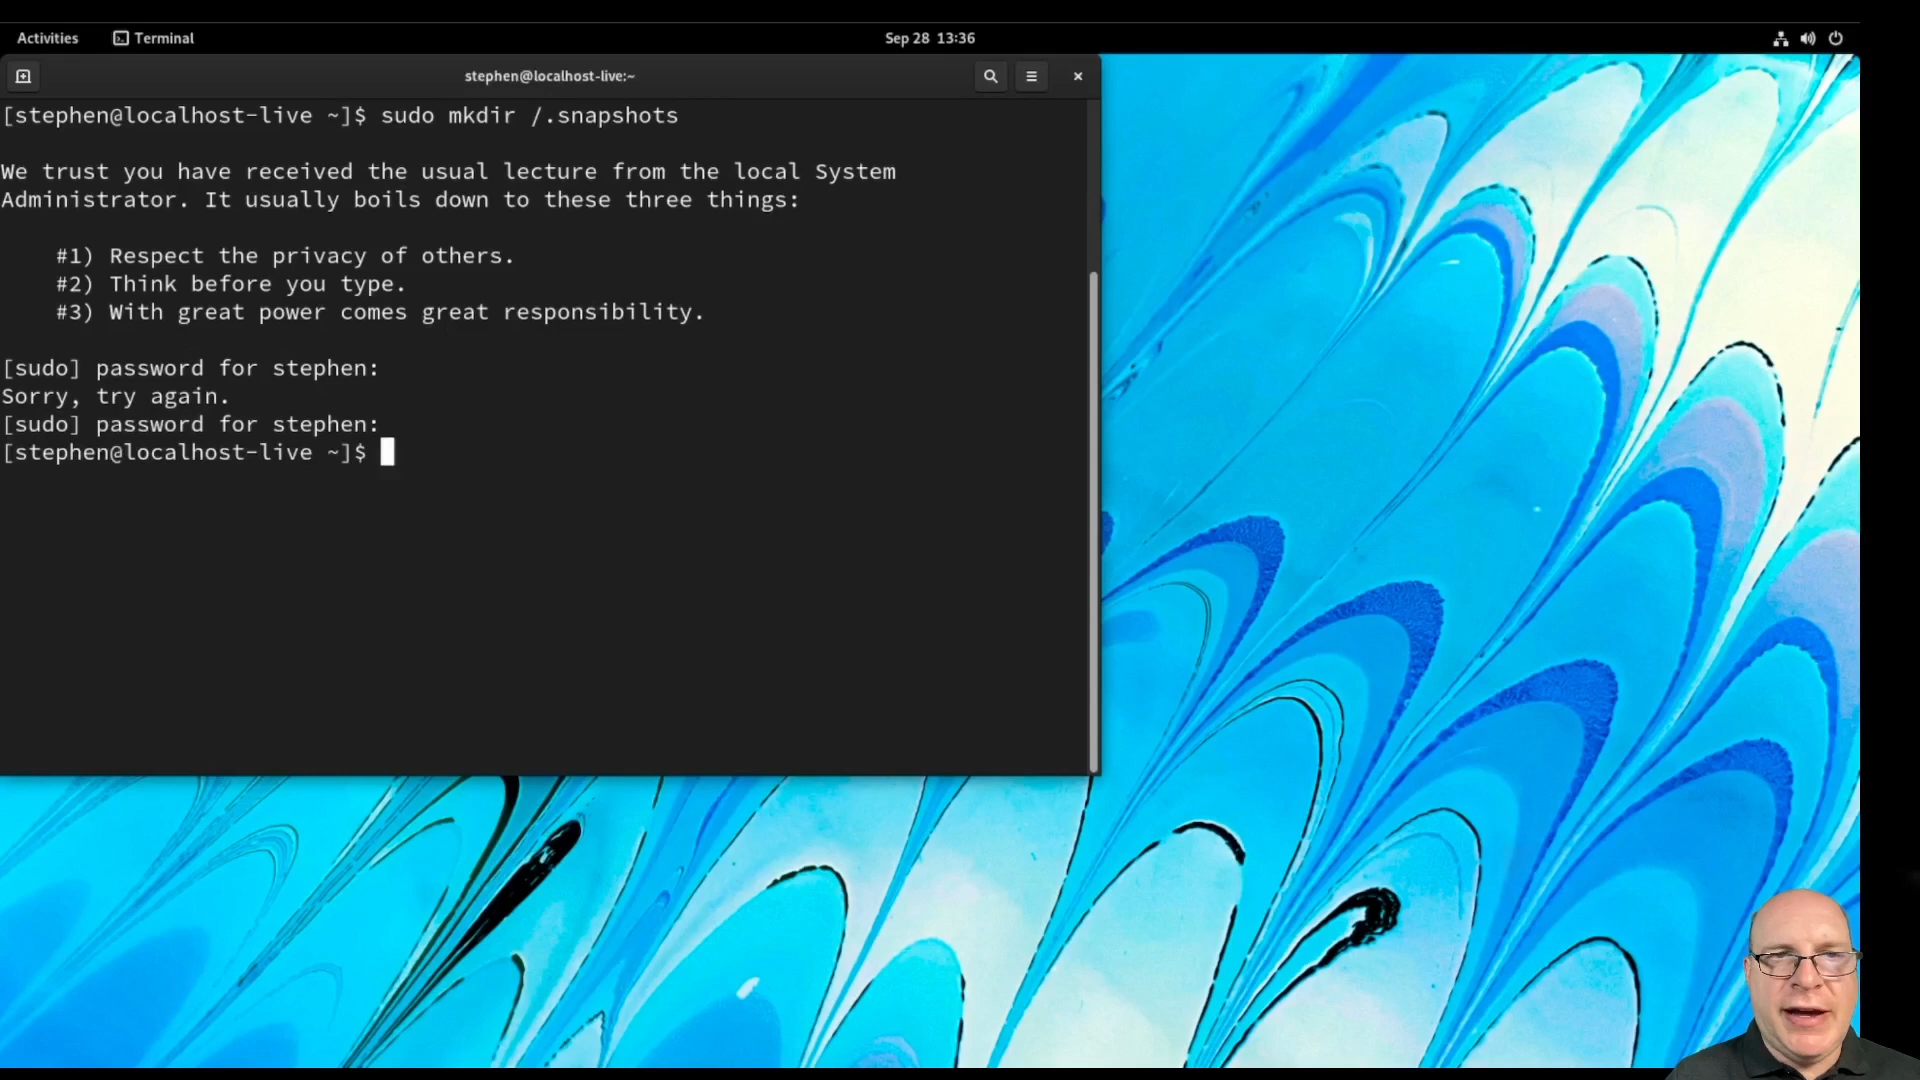 Activities
Terminal
Sep 28 13:36
stephen@localhost-live:~
[stephen@localhost-live ~]$ sudo mkdir /.snapshots
We trust you have received the usual lecture from the local System
Administrator. It usually boils down to these three things:
#1) Respect the privacy of others.
#2) Think before you type.
#3) With great power comes great responsibility.
[sudo] password for stephen:
Sorry, try again.
[sudo] password for stephen:
[stephen@localhost-live ~]$